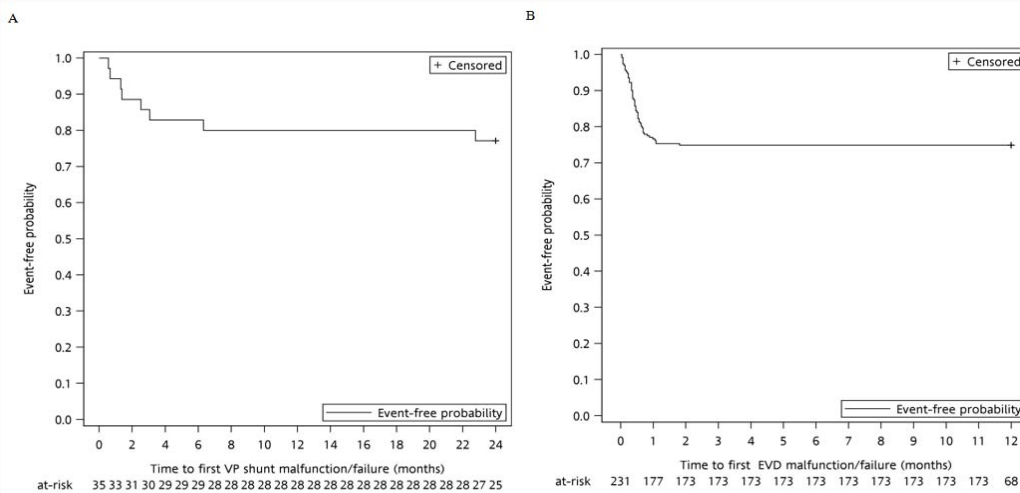 A
1.0
0.9
0.8
0.7
0.6
0.5
0.4
0.3
0.2
0.1
0.0
Event-free probability
+ Censored
Event-free probability
0 2 4 6 8 10 12 14 16 18 20 22 24
Time to first VP shunt malfunction/failure (months)
at-risk 35 33 31 30 29 29 29 28 28 28 28 28 28 28 28 28 28 28 28 28 28 28 28 27 25
B
1.0
0.9
0.8
0.7
0.6
0.5
0.4
0.3
0.2
0.1
0.0
Event-free probability
+ Censored
Event-free probability
0 1 2 3 4 5 6 7 8 9 10 11 12
Time to first EVD malfunction/failure (months)
at-risk 231 177 173 173 173 173 173 173 173 173 173 173 68